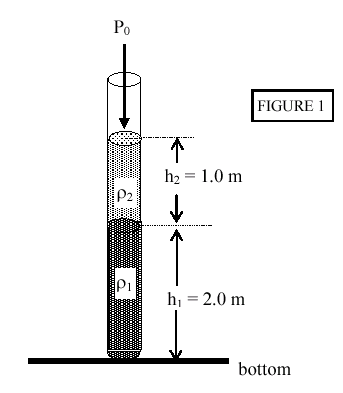 P₀
FIGURE 1
h₂ = 1.0 m
ρ₂
ρ₁
h₁ = 2.0 m
bottom